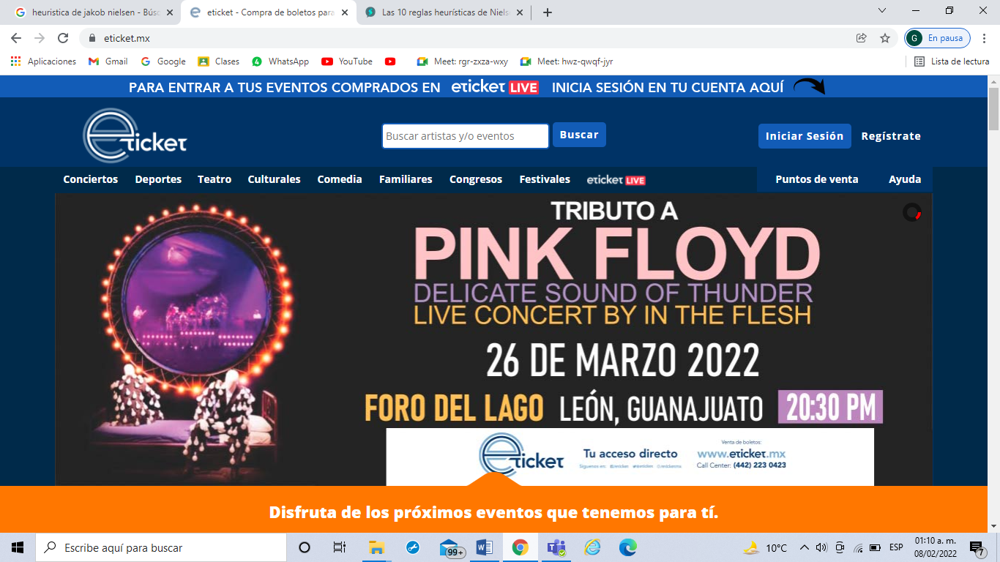 heuristica de jakob nielsen - Búsc
eticket - Compra de boletos para
Las 10 reglas heurísticas de Niels
eticket.mx
G En pausa
Aplicaciones Gmail Google Clases WhatsApp YouTube Meet: rgr-zxza-wxy Meet: hwz-qwqf-jyr Lista de lectura
PARA ENTRAR A TUS EVENTOS COMPRADOS EN eticket LIVE INICIA SESIÓN EN TU CUENTA AQUÍ
eticket
Buscar artistas y/o eventos
Buscar
Iniciar Sesión Regístrate
Conciertos Deportes Teatro Culturales Comedia Familiares Congresos Festivales eticket LIVE Puntos de venta Ayuda
TRIBUTO A
PINK FLOYD
DELICATE SOUND OF THUNDER
LIVE CONCERT BY IN THE FLESH
26 DE MARZO 2022
FORO DEL LAGO LEÓN, GUANAJUATO 20:30 PM
eticket
Tu acceso directo
Síguenos en:
Venta de boletos:
www.eticket.mx
Call Center: (442) 223 0423
Disfruta de los próximos eventos que tenemos para tí.
Escribe aquí para buscar
99+
10°C
ESP
01:10 a. m.
08/02/2022
7